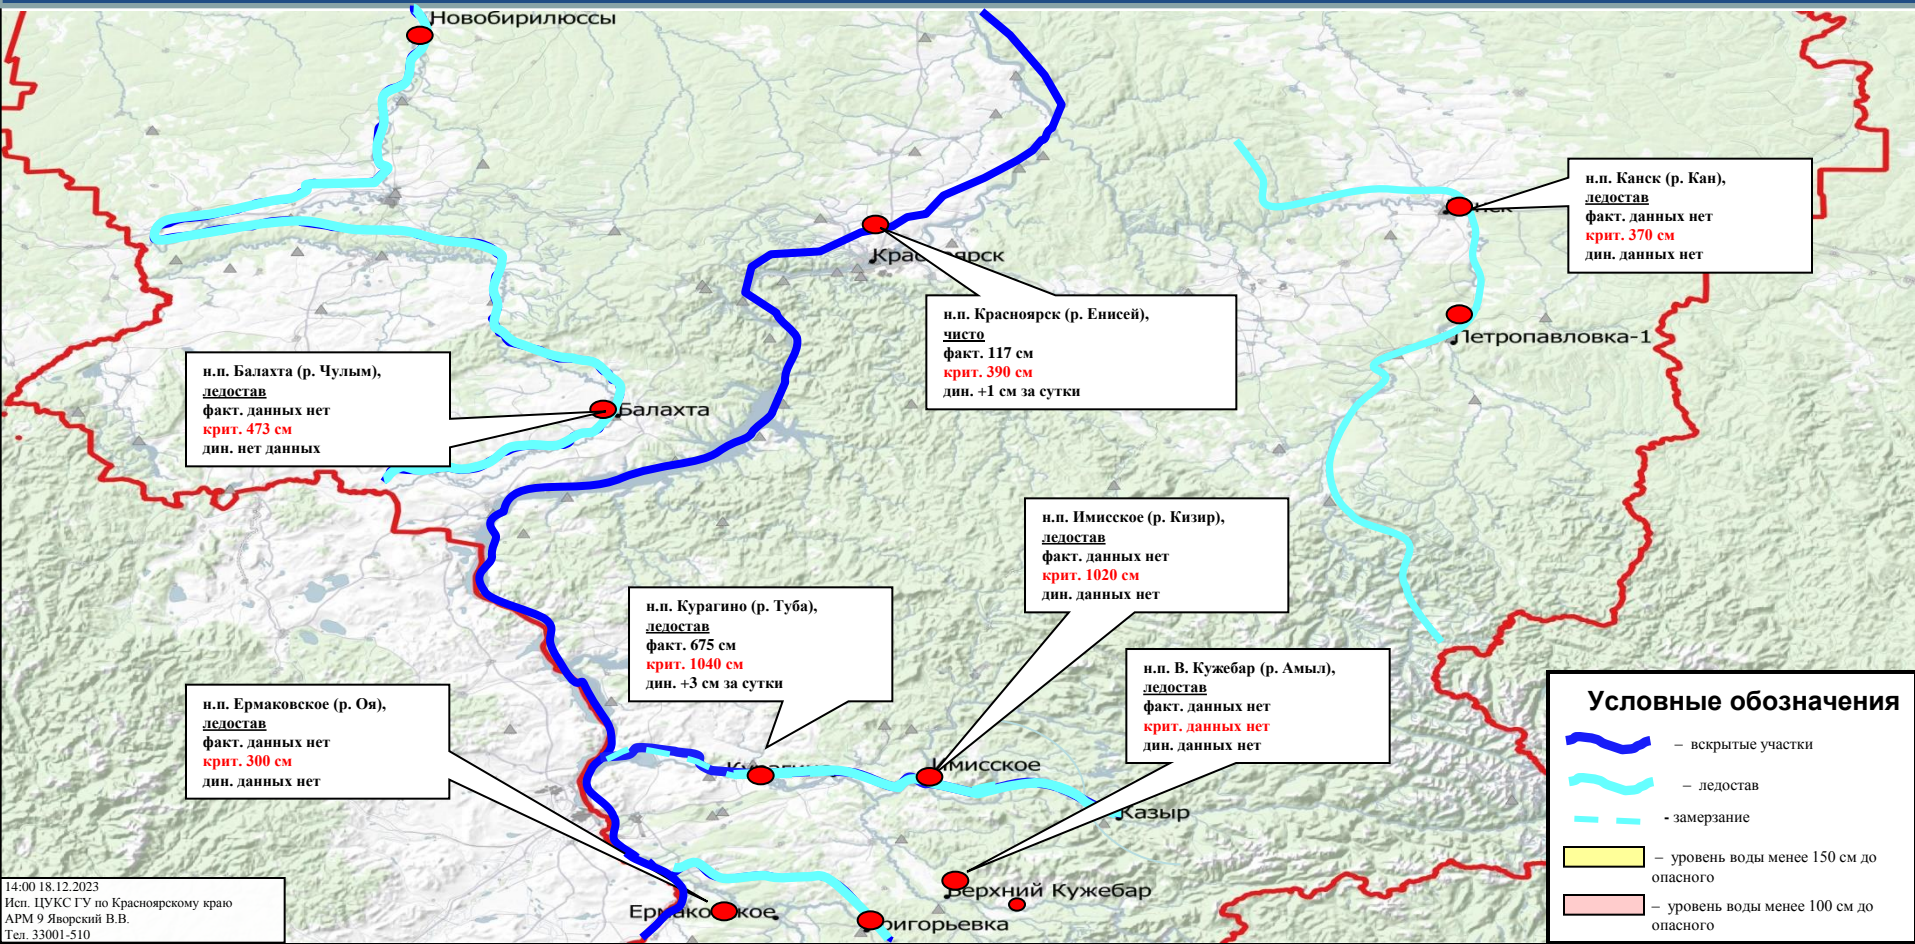 Новобирилюссы
н.п. Канск (р. Кан),
ледостав
факт. данных нет
крит. 370 см
дин. данных нет
Красноярск
н.п. Красноярск (р. Енисей),
чисто
факт. 117 см
крит. 390 см
дин. +1 см за сутки
Петропавловка-1
н.п. Балахта (р. Чулым),
ледостав
факт. данных нет
крит. 473 см
дин. нет данных
Балахта
н.п. Имисское (р. Кизир),
ледостав
факт. данных нет
крит. 1020 см
дин. данных нет
н.п. Курагино (р. Туба),
ледостав
факт. 675 см
крит. 1040 см
дин. +3 см за сутки
н.п. В. Кужебар (р. Амыл),
ледостав
факт. данных нет
крит. данных нет
дин. данных нет
н.п. Ермаковское (р. Оя),
ледостав
факт. данных нет
крит. 300 см
дин. данных нет
Курагино
Имисское
Казыр
Верхний Кужебар
Ермаковское
Григорьевка
Условные обозначения
– вскрытые участки
– ледостав
- замерзание
– уровень воды менее 150 см до
опасного
– уровень воды менее 100 см до
опасного
14:00 18.12.2023
Исп. ЦУКС ГУ по Красноярскому краю
АРМ 9 Яворский В.В.
Тел. 33001-510